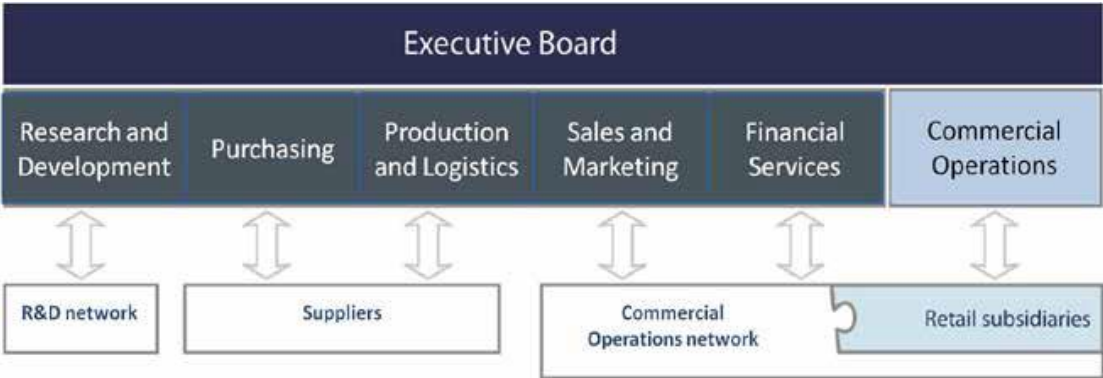 Executive Board
Research and
Development
Purchasing
Production
and Logistics
Sales and
Marketing
Financial
Services
Commercial
Operations
R&D network
Suppliers
Commercial
Operations network
Retail subsidiaries